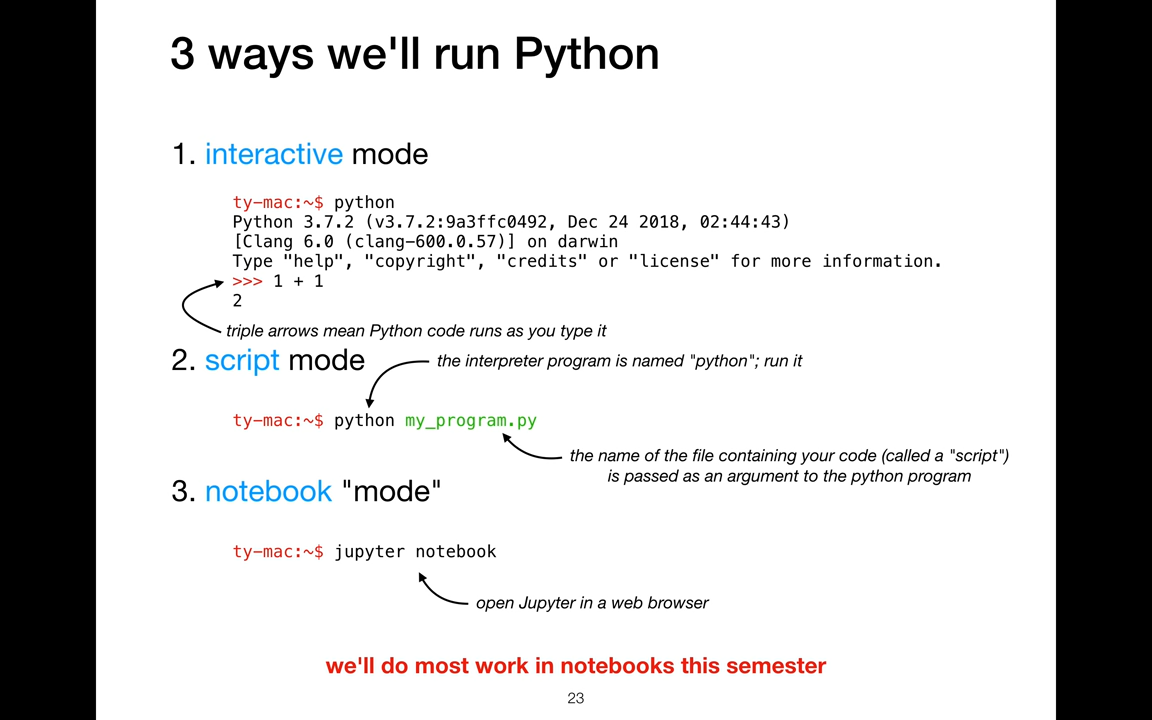 3 ways we'll run Python
1. interactive mode
ty-mac:~$ python
Python 3.7.2 (v3.7.2:9a3ffc0492, Dec 24 2018, 02:44:43)
[Clang 6.0 (clang-600.0.57)] on darwin
Type "help", "copyright", "credits" or "license" for more information.
>>> 1 + 1
2
triple arrows mean Python code runs as you type it
2. script mode
the interpreter program is named "python"; run it
ty-mac:~$ python my_program.py
the name of the file containing your code (called a "script")
is passed as an argument to the python program
3. notebook "mode"
ty-mac:~$ jupyter notebook
open Jupyter in a web browser
we'll do most work in notebooks this semester
23